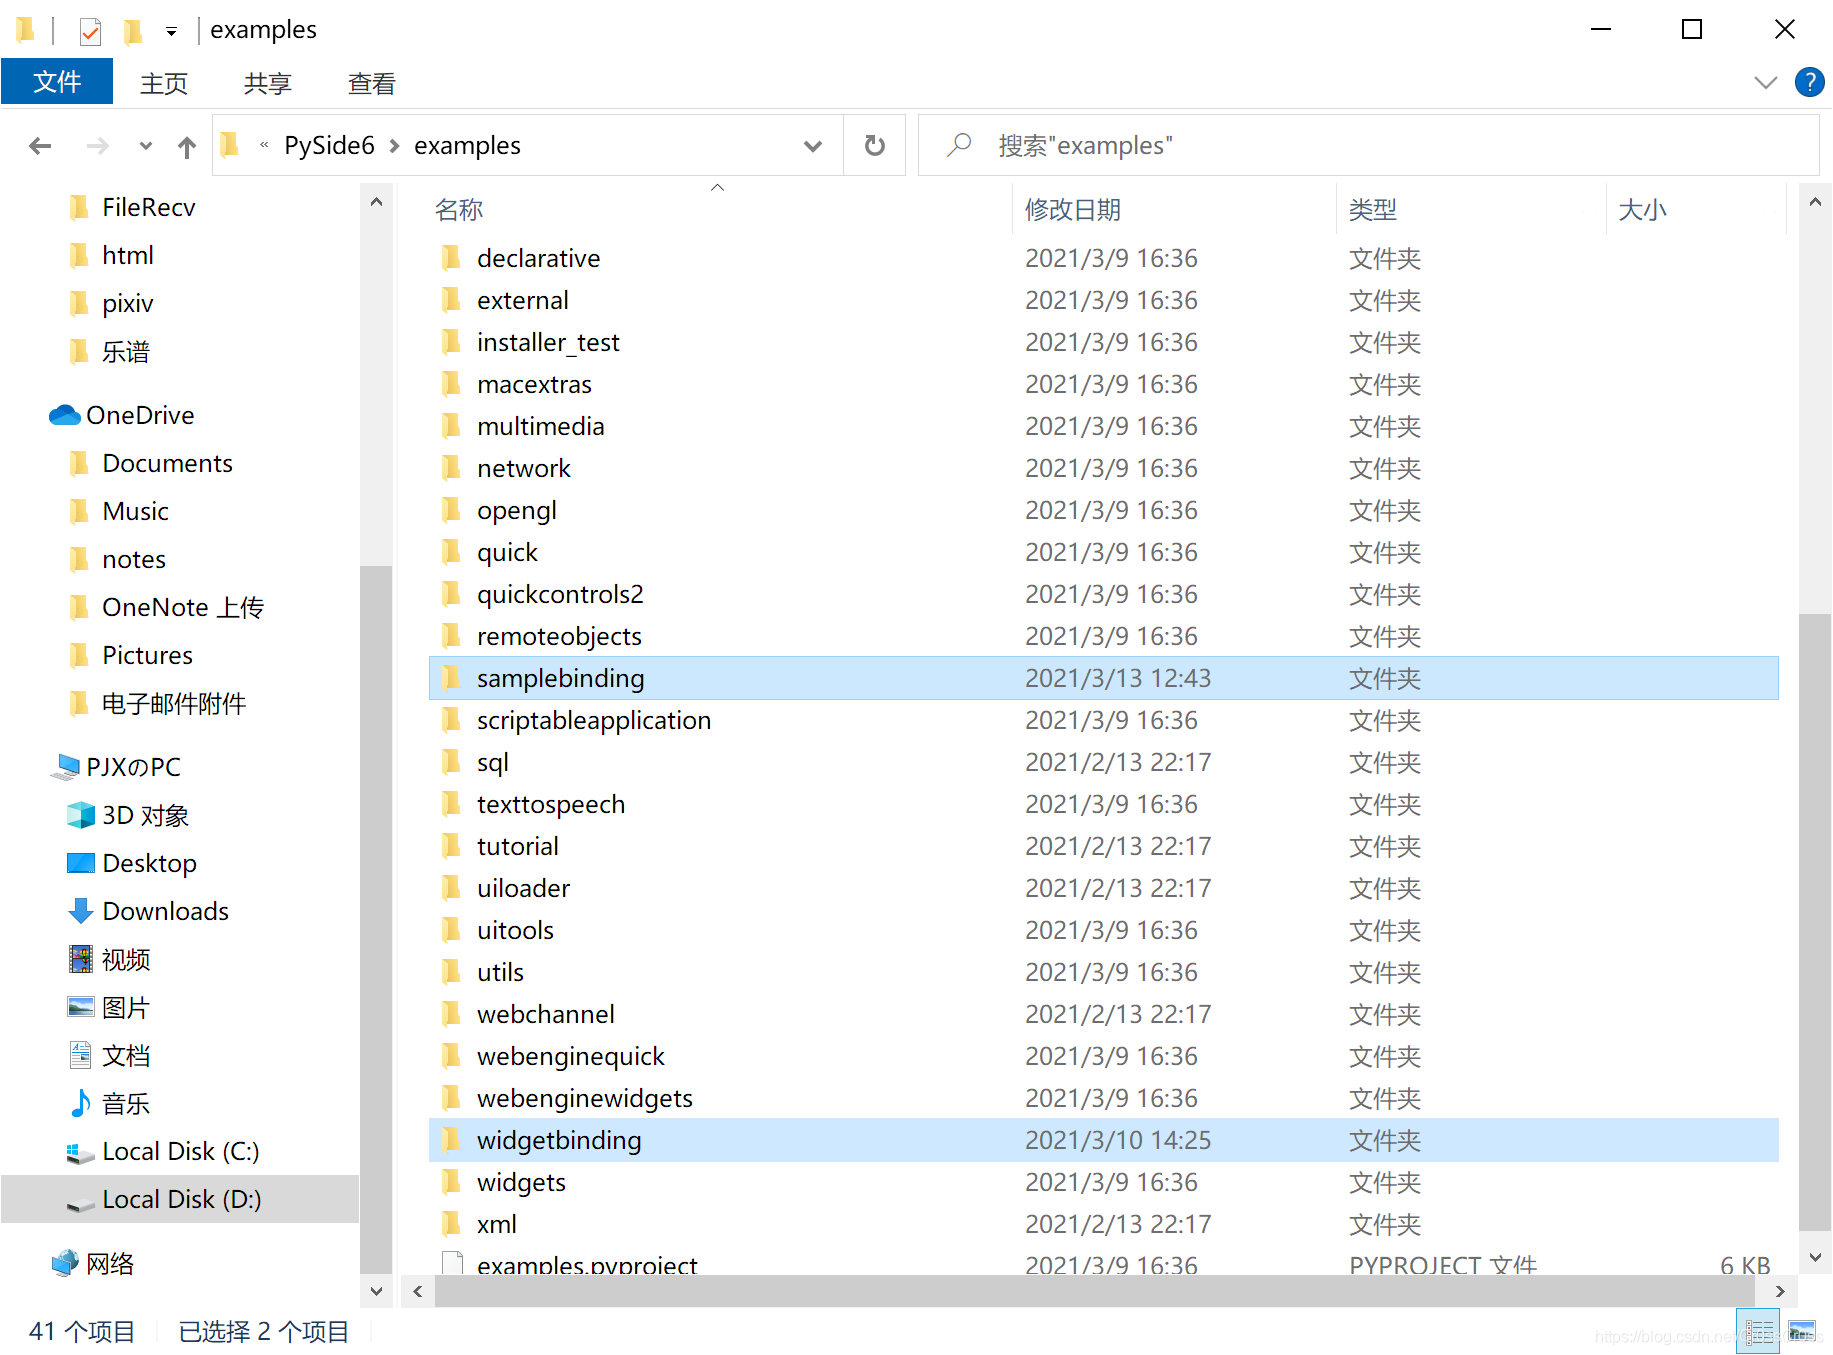 examples
文件 主页 共享 查看
« PySide6 examples
搜索"examples"
FileRecv
html
pixiv
乐谱
OneDrive
Documents
Music
notes
OneNote 上传
Pictures
电子邮件附件
PJXのPC
3D 对象
Desktop
Downloads
视频
图片
文档
音乐
Local Disk (C:)
Local Disk (D:)
网络
名称 修改日期 类型 大小
declarative 2021/3/9 16:36 文件夹
external 2021/3/9 16:36 文件夹
installer_test 2021/3/9 16:36 文件夹
macextras 2021/3/9 16:36 文件夹
multimedia 2021/3/9 16:36 文件夹
network 2021/3/9 16:36 文件夹
opengl 2021/3/9 16:36 文件夹
quick 2021/3/9 16:36 文件夹
quickcontrols2 2021/3/9 16:36 文件夹
remoteobjects 2021/3/9 16:36 文件夹
samplebinding 2021/3/13 12:43 文件夹
scriptableapplication 2021/3/9 16:36 文件夹
sql 2021/2/13 22:17 文件夹
texttospeech 2021/3/9 16:36 文件夹
tutorial 2021/2/13 22:17 文件夹
uiloader 2021/2/13 22:17 文件夹
uitools 2021/3/9 16:36 文件夹
utils 2021/3/9 16:36 文件夹
webchannel 2021/2/13 22:17 文件夹
webenginequick 2021/3/9 16:36 文件夹
webenginewidgets 2021/3/9 16:36 文件夹
widgetbinding 2021/3/10 14:25 文件夹
widgets 2021/3/9 16:36 文件夹
xml 2021/2/13 22:17 文件夹
examples.pyproject 2021/3/9 16:36 PYPROJECT 文件 6 KB
41 个项目 已选择 2 个项目